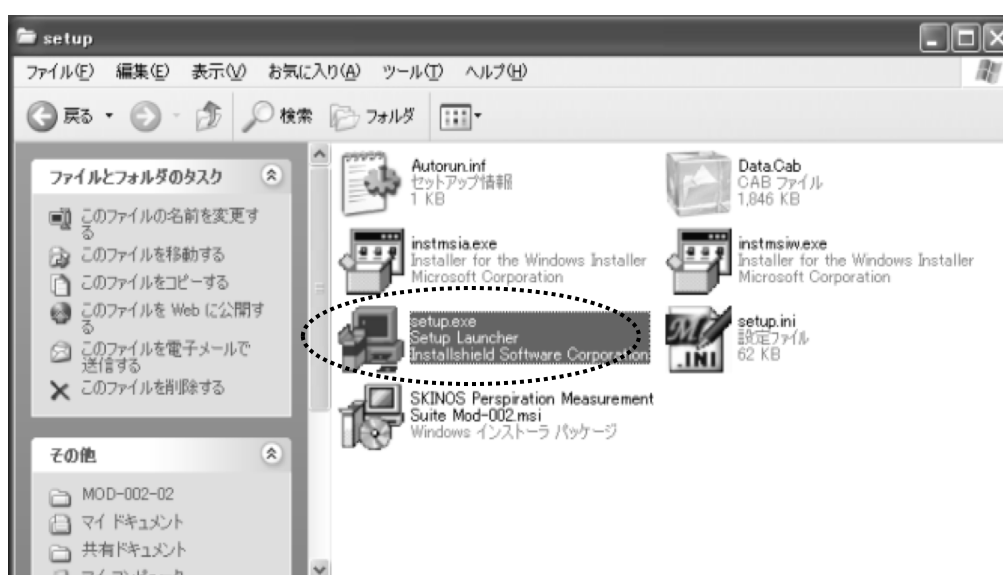 setup
ファイル(F) 編集(E) 表示(V) お気に入り(A) ツール(T) ヘルプ(H)
戻る 検索 フォルダ
ファイルとフォルダのタスク
このファイルの名前を変更す
る
このファイルを移動する
このファイルをコピーする
このファイルを Web に公開す
る
このファイルを電子メールで
送信する
このファイルを削除する
その他
MOD-002-02
マイ ドキュメント
共有ドキュメント
マイ コンピュータ
Autorun.inf
セットアップ情報
1 KB
Data.Cab
CAB ファイル
1,846 KB
instmsia.exe
Installer for the Windows Installer
Microsoft Corporation
instmsiw.exe
Installer for the Windows Installer
Microsoft Corporation
setup.exe
Setup Launcher
Installshield Software Corporation
setup.ini
設定ファイル
62 KB
.INI
SKINOS Perspiration Measurement
Suite Mod-002.msi
Windows インストーラ パッケージ